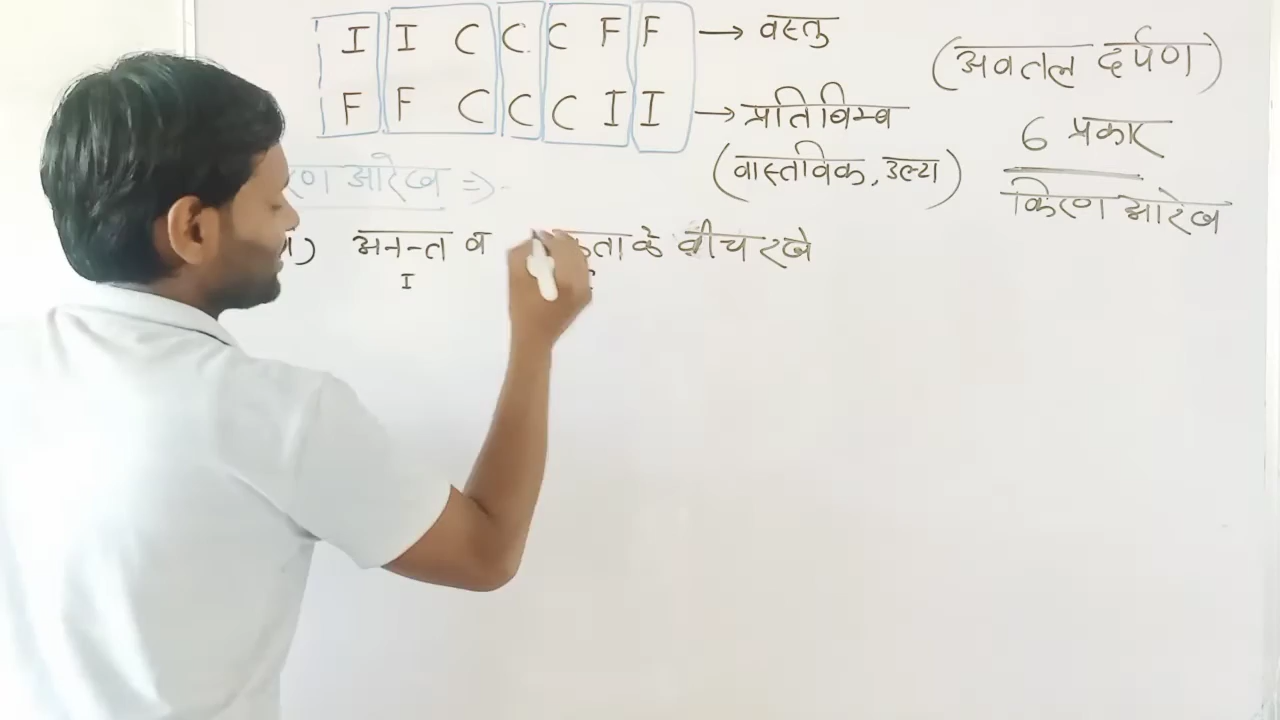 I I C C C F F → वस्तु
F F C C C I I → प्रतिबिम्ब
(वास्तविक, उल्टा)
(अवतल दर्पण)
6 प्रकार
किरण आरेख
आरेख ⇒
अनन्त व के बीच रखे
I